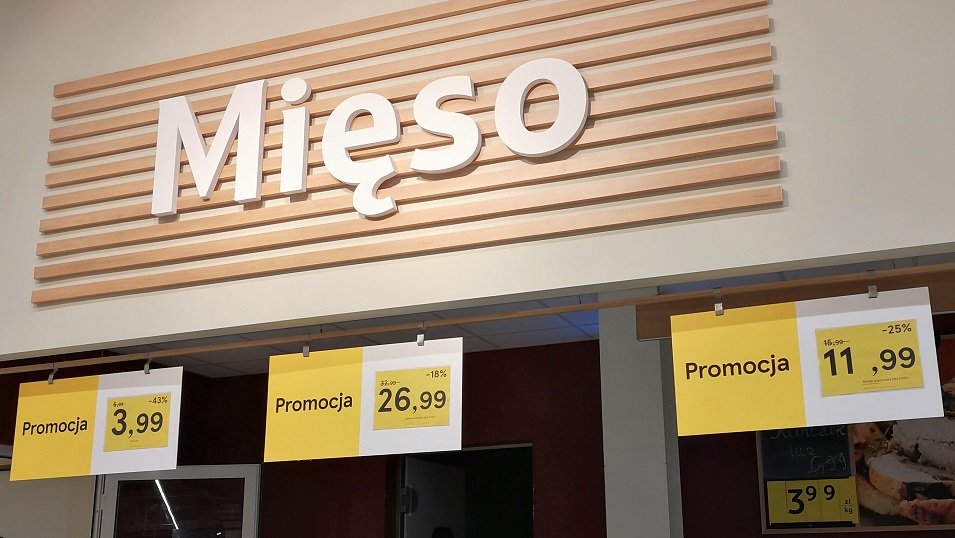 Mięso
Promocja
-43%
3,99
Promocja
-18%
26,99
Promocja
15,99
-25%
11,99
3 99 zł
kg